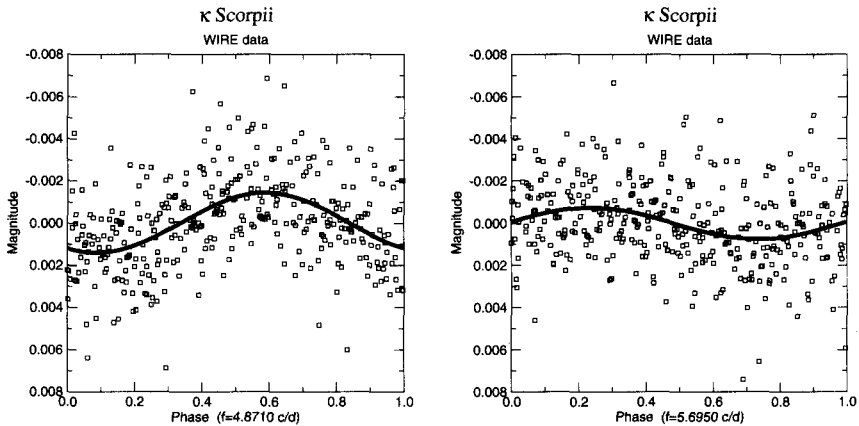 κ Scorpii
WIRE data
-0.008
-0.006
-0.004
-0.002
0.000
0.002
0.004
0.006
0.008
Magnitude
0.0 0.2 0.4 0.6 0.8 1.0
Phase (f=4.8710 c/d)
κ Scorpii
WIRE data
-0.008
-0.006
-0.004
-0.002
0.000
0.002
0.004
0.006
0.008
Magnitude
0.0 0.2 0.4 0.6 0.8 1.0
Phase (f=5.6950 c/d)